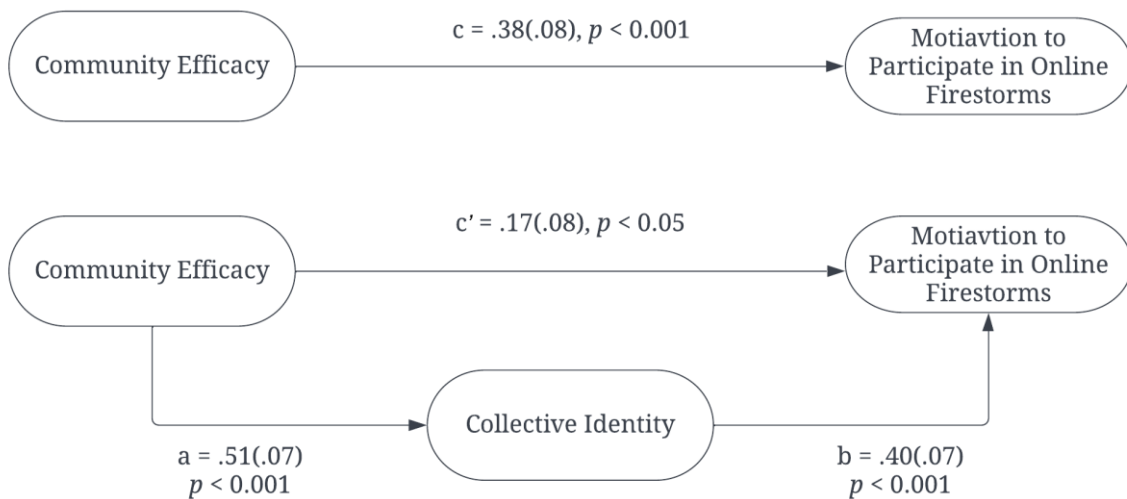 c = .38(.08), p < 0.001
Community Efficacy
Motiavtion to
Participate in Online
Firestorms
c’ = .17(.08), p < 0.05
Community Efficacy
Motiavtion to
Participate in Online
Firestorms
Collective Identity
a = .51(.07)
p < 0.001
b = .40(.07)
p < 0.001